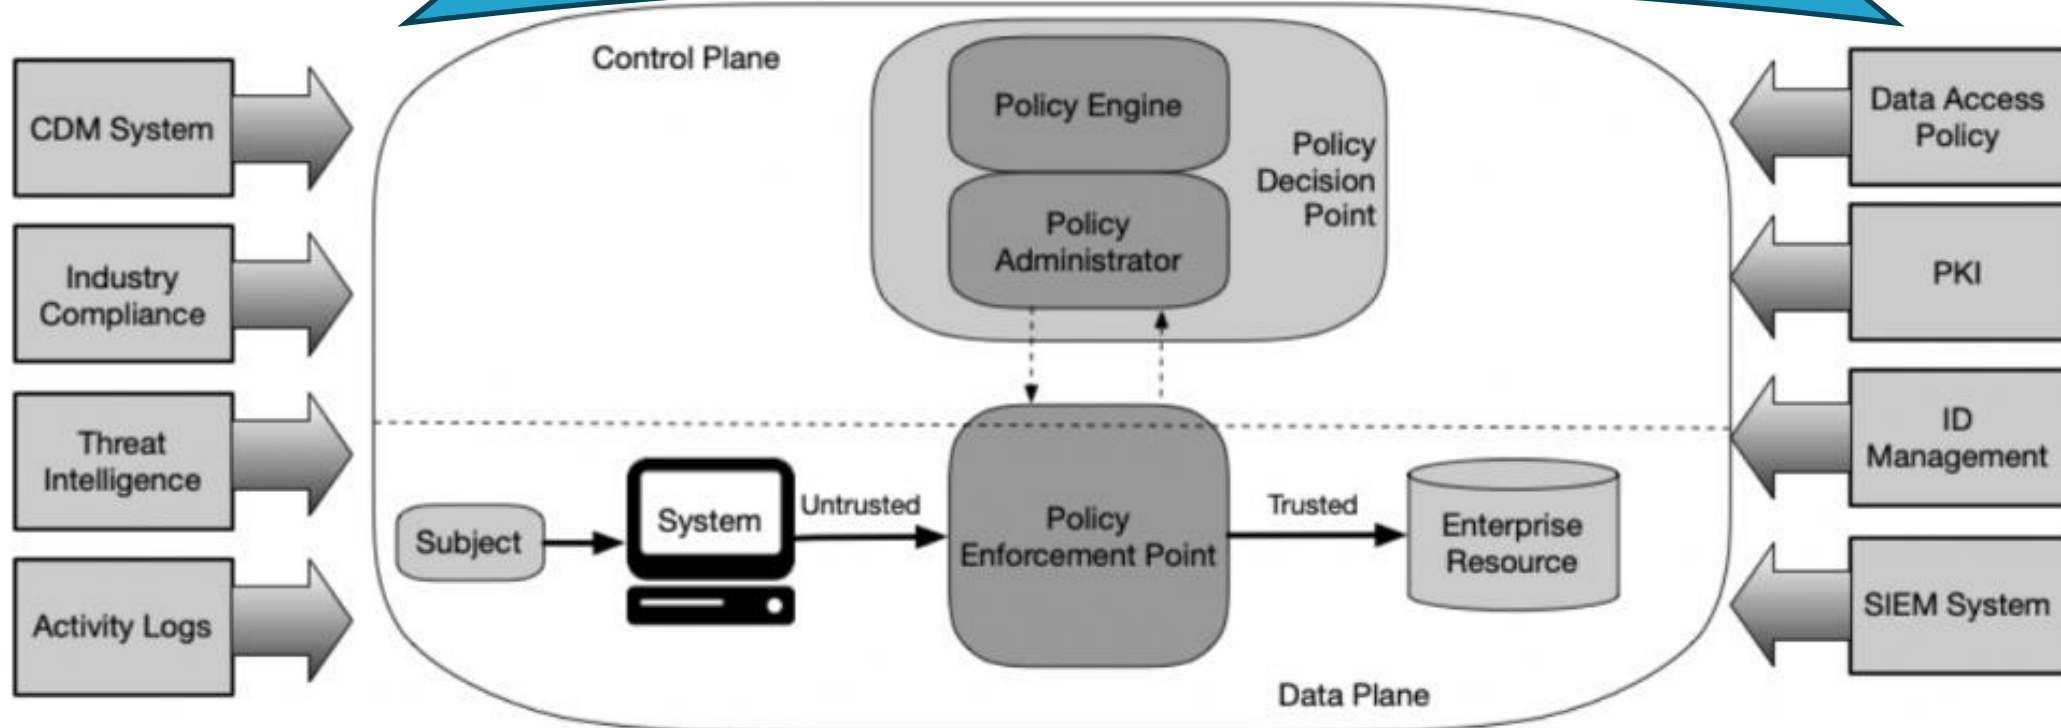 Control Plane
CDM System
Industry
Compliance
Threat
Intelligence
Activity Logs
Policy Engine
Policy
Administrator
Policy
Decision
Point
Subject
System
Untrusted
Policy
Enforcement Point
Trusted
Enterprise
Resource
Data Plane
Data Access
Policy
PKI
ID
Management
SIEM System